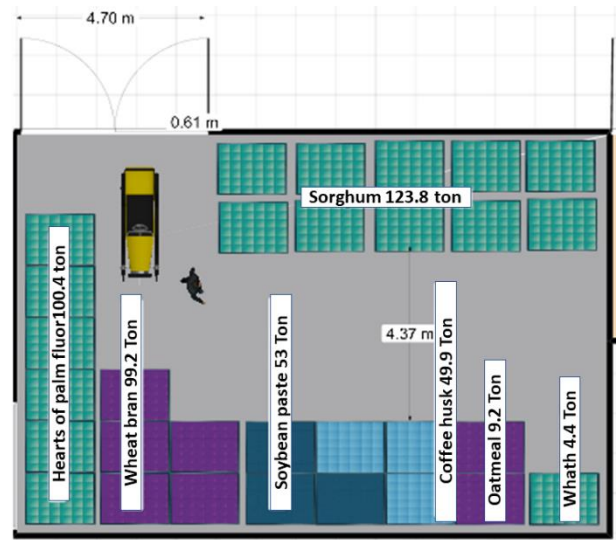 4.70 m
0.61 m
Sorghum 123.8 ton
Hearts of palm fluor100.4 ton
Wheat bran 99.2 Ton
Soybean paste 53 Ton
4.37 m
Coffee husk 49.9 Ton
Oatmeal 9.2 Ton
Whath 4.4 Ton